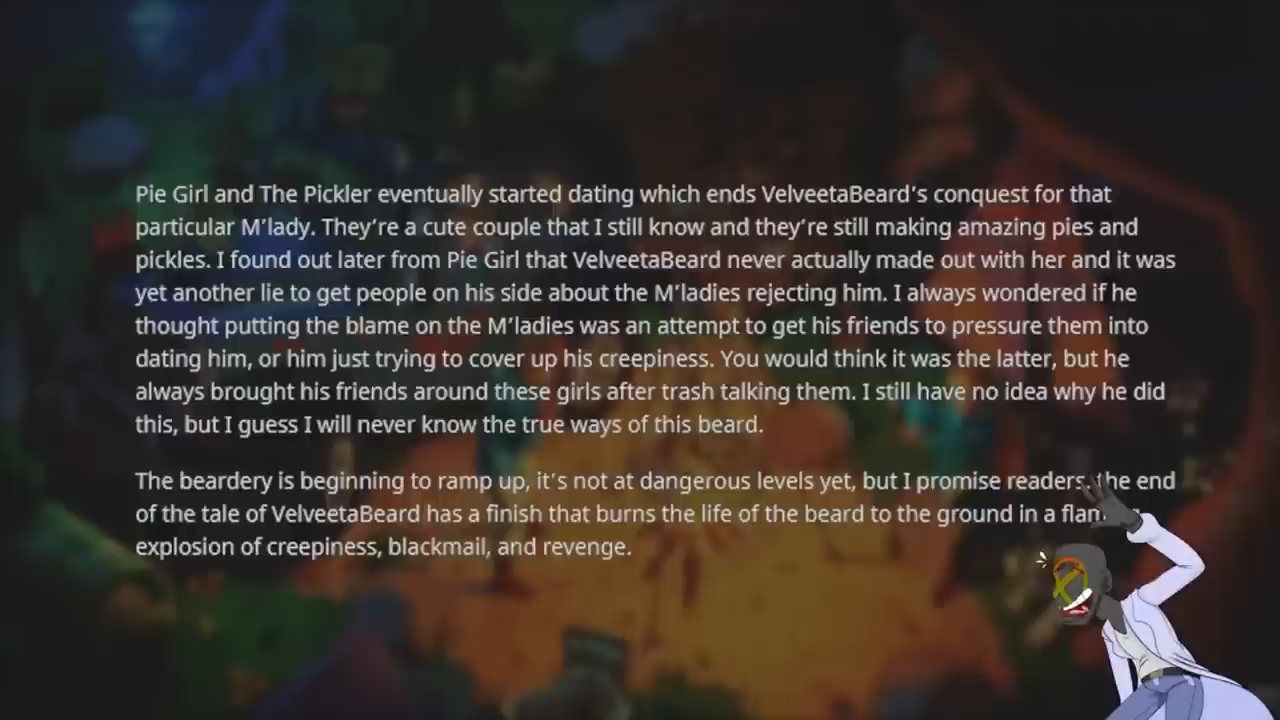 Pie Girl and The Pickler eventually started dating which ends VelveetaBeard's conquest for that
particular M'lady. They're a cute couple that I still know and they're still making amazing pies and
pickles. I found out later from Pie Girl that VelveetaBeard never actually made out with her and it was
yet another lie to get people on his side about the M'ladies rejecting him. I always wondered if he
thought putting the blame on the M'ladies was an attempt to get his friends to pressure them into
dating him, or him just trying to cover up his creepiness. You would think it was the latter, but he
always brought his friends around these girls after trash talking them. I still have no idea why he did
this, but I guess I will never know the true ways of this beard.
The beardery is beginning to ramp up, it's not at dangerous levels yet, but I promise readers, the end
of the tale of VelveetaBeard has a finish that burns the life of the beard to the ground in a
explosion of creepiness, blackmail, and revenge.